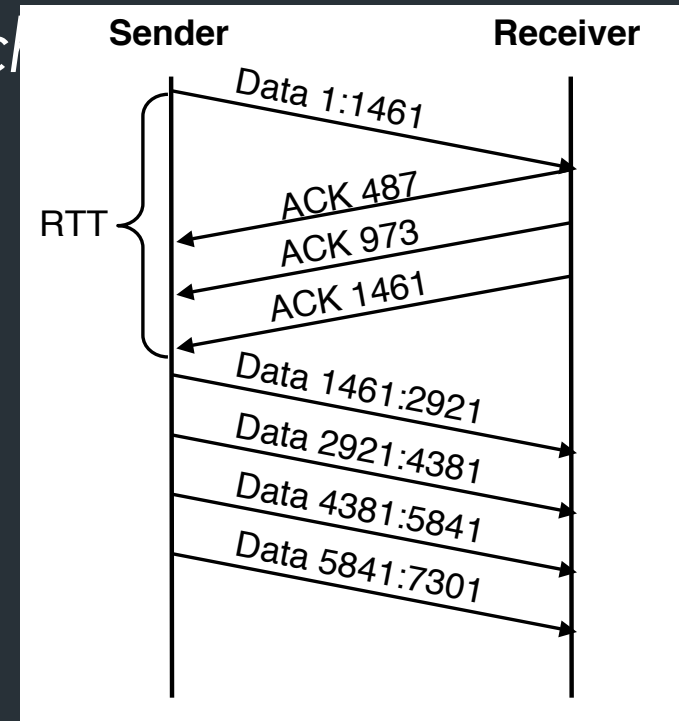 Sender Receiver
Data 1:1461
ACK 487
RTT
ACK 973
ACK 1461
Data 1461:2921
Data 2921:4381
Data 4381:5841
Data 5841:7301